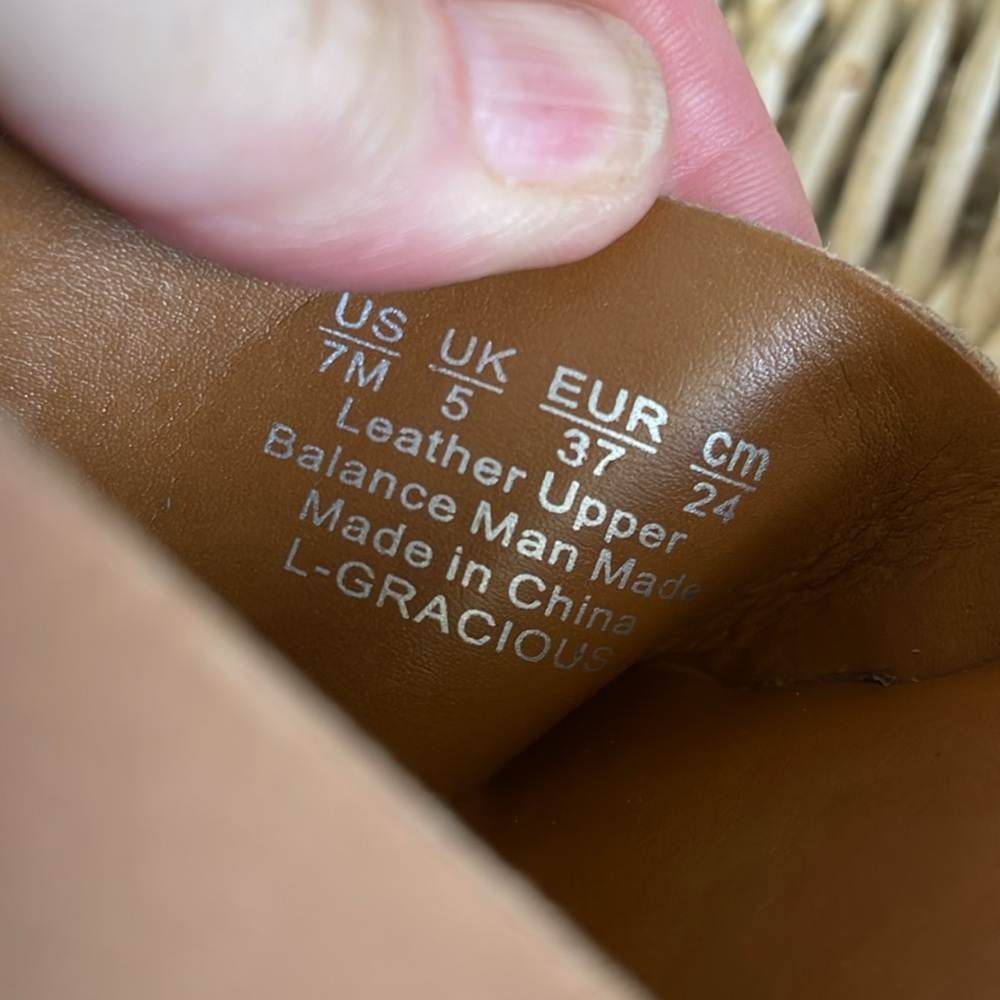 US UK EUR cm
7M 5 37 24
Leather Upper
Balance Man Made
Made in China
L-GRACIOUS